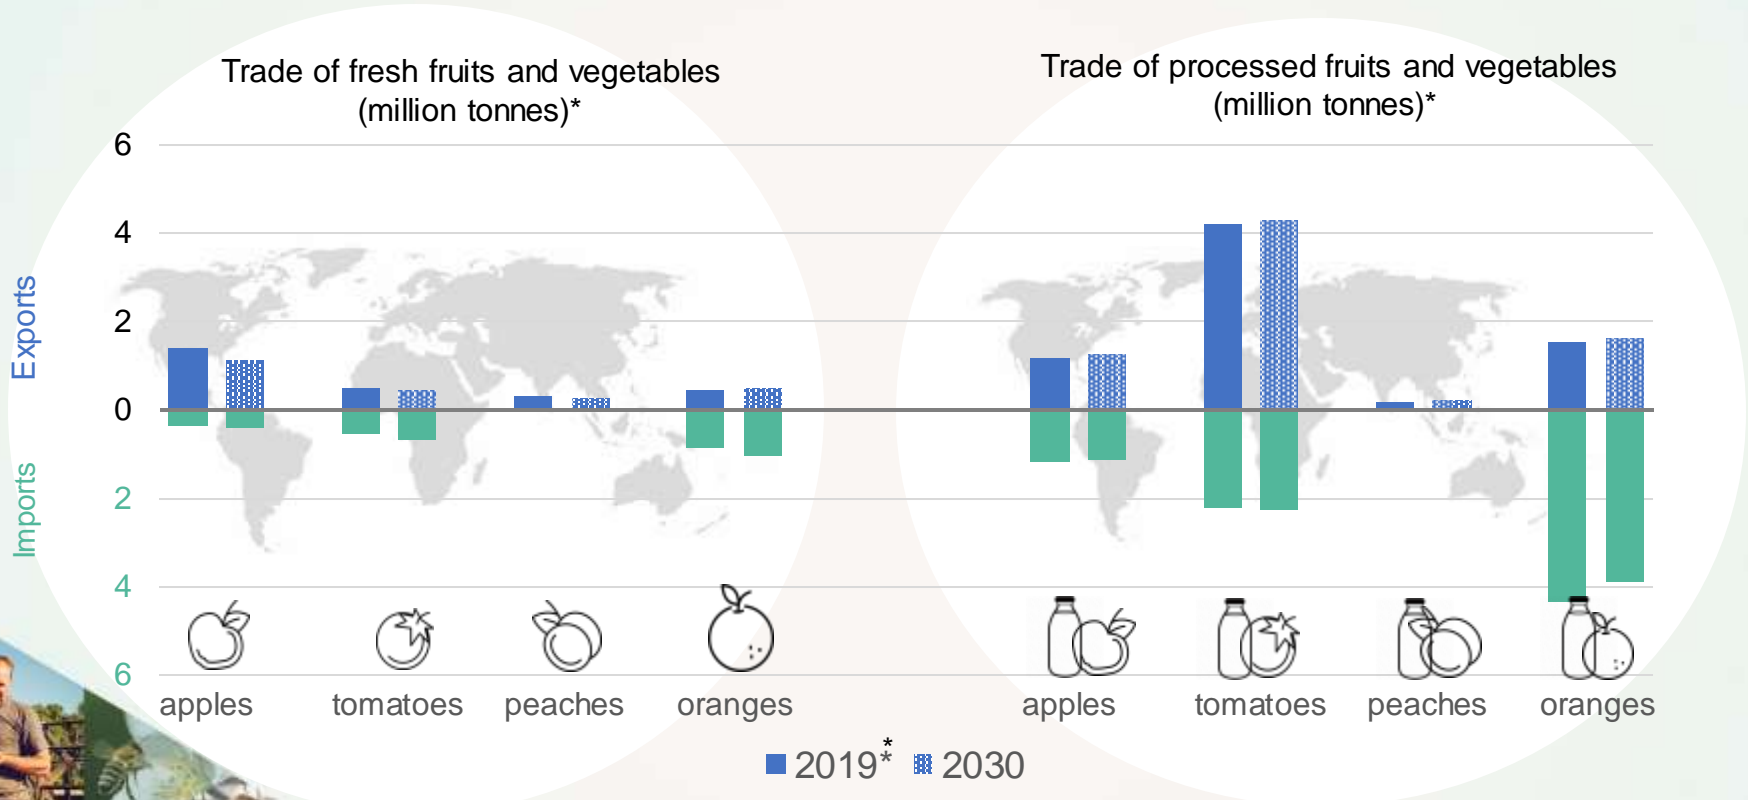 Trade of fresh fruits and vegetables
(million tonnes)*
Trade of processed fruits and vegetables
(million tonnes)*
6
4
2
0
2
4
6
Exports
Imports
apples
tomatoes
peaches
oranges
apples
tomatoes
peaches
oranges
2019** 2030